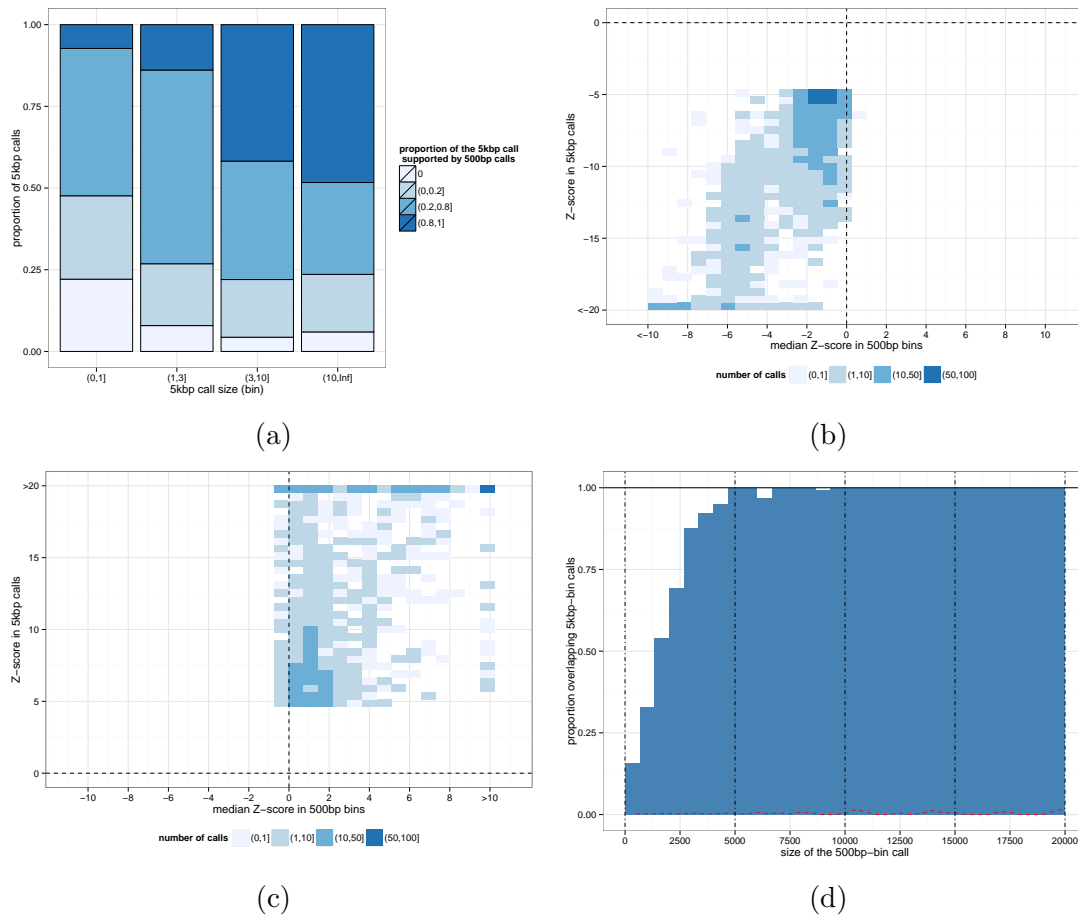 1.00
0.75
0.50
0.25
0.00
proportion of 5kbp calls
(0,1]
(1,3]
(3,10]
(10,Inf]
5kbp call size (bin)
proportion of the 5kbp call
supported by 500bp calls
0
(0,0.2]
(0.2,0.8]
(0.8,1]
(a)
0
−5
−10
−15
<−20
Z−score in 5kbp calls
<−10 −8 −6 −4 −2 0 2 4 6 8 10
median Z−score in 500bp bins
number of calls (0,1] (1,10] (10,50] (50,100]
(b)
>20
15
10
5
0
Z−score in 5kbp calls
−10 −8 −6 −4 −2 0 2 4 6 8 >10
median Z−score in 500bp bins
number of calls (0,1] (1,10] (10,50] (50,100]
(c)
1.00
0.75
0.50
0.25
0.00
proportion overlapping 5kbp−bin calls
0 2500 5000 7500 10000 12500 15000 17500 20000
size of the 500bp−bin call
(d)